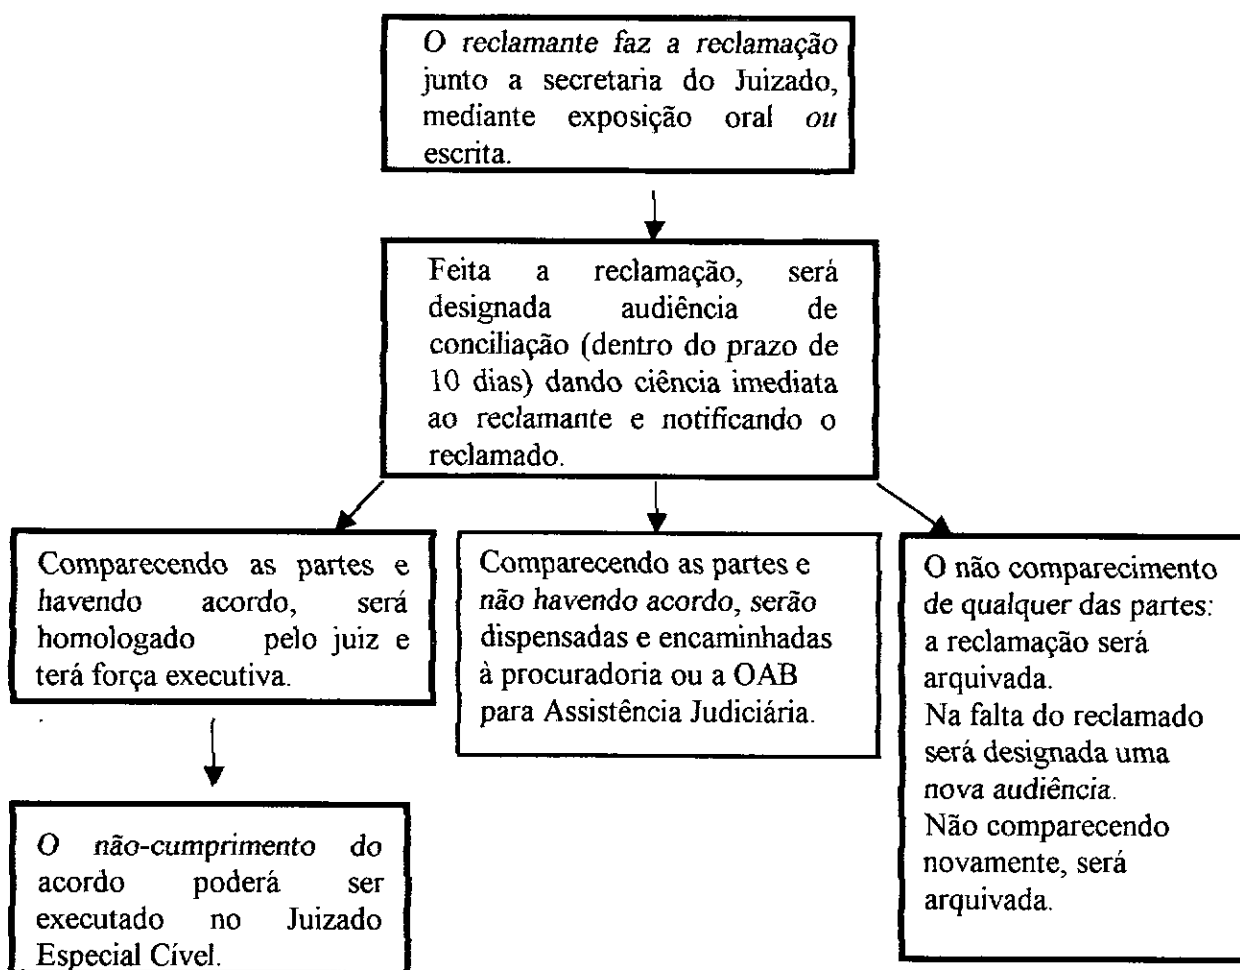 O reclamante faz a reclamação
junto a secretaria do Juizado,
mediante exposição oral ou
escrita.
Feita a reclamação, será
designada audiência de
conciliação (dentro do prazo de
10 dias) dando ciência imediata
ao reclamante e notificando o
reclamado.
Comparecendo as partes e
havendo acordo, será
homologado pelo juiz e
terá força executiva.
Comparecendo as partes e
não havendo acordo, serão
dispensadas e encaminhadas
à procuradoria ou a OAB
para Assistência Judiciária.
O não comparecimento
de qualquer das partes:
a reclamação será
arquivada.
Na falta do reclamado
será designada uma
nova audiência.
Não comparecendo
novamente, será
arquivada.
O não-cumprimento do
acordo poderá ser
executado no Juizado
Especial Cível.